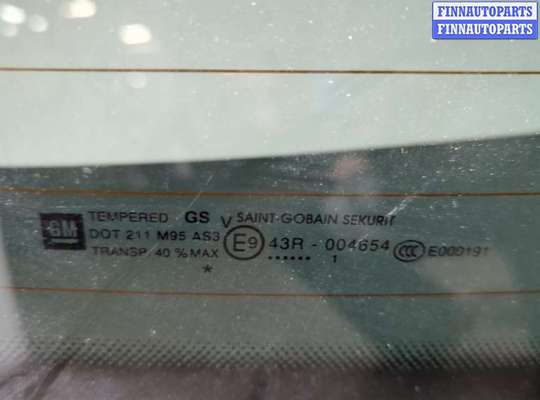 FINNAUTOPARTS
FINNAUTOPARTS
GM TEMPERED GS V SAINT-GOBAIN SEKURIT
DOT 211 M95 AS3 E9 43R - 004654 CCC E000191
TRANSP. 40 % MAX •••••• 1
*